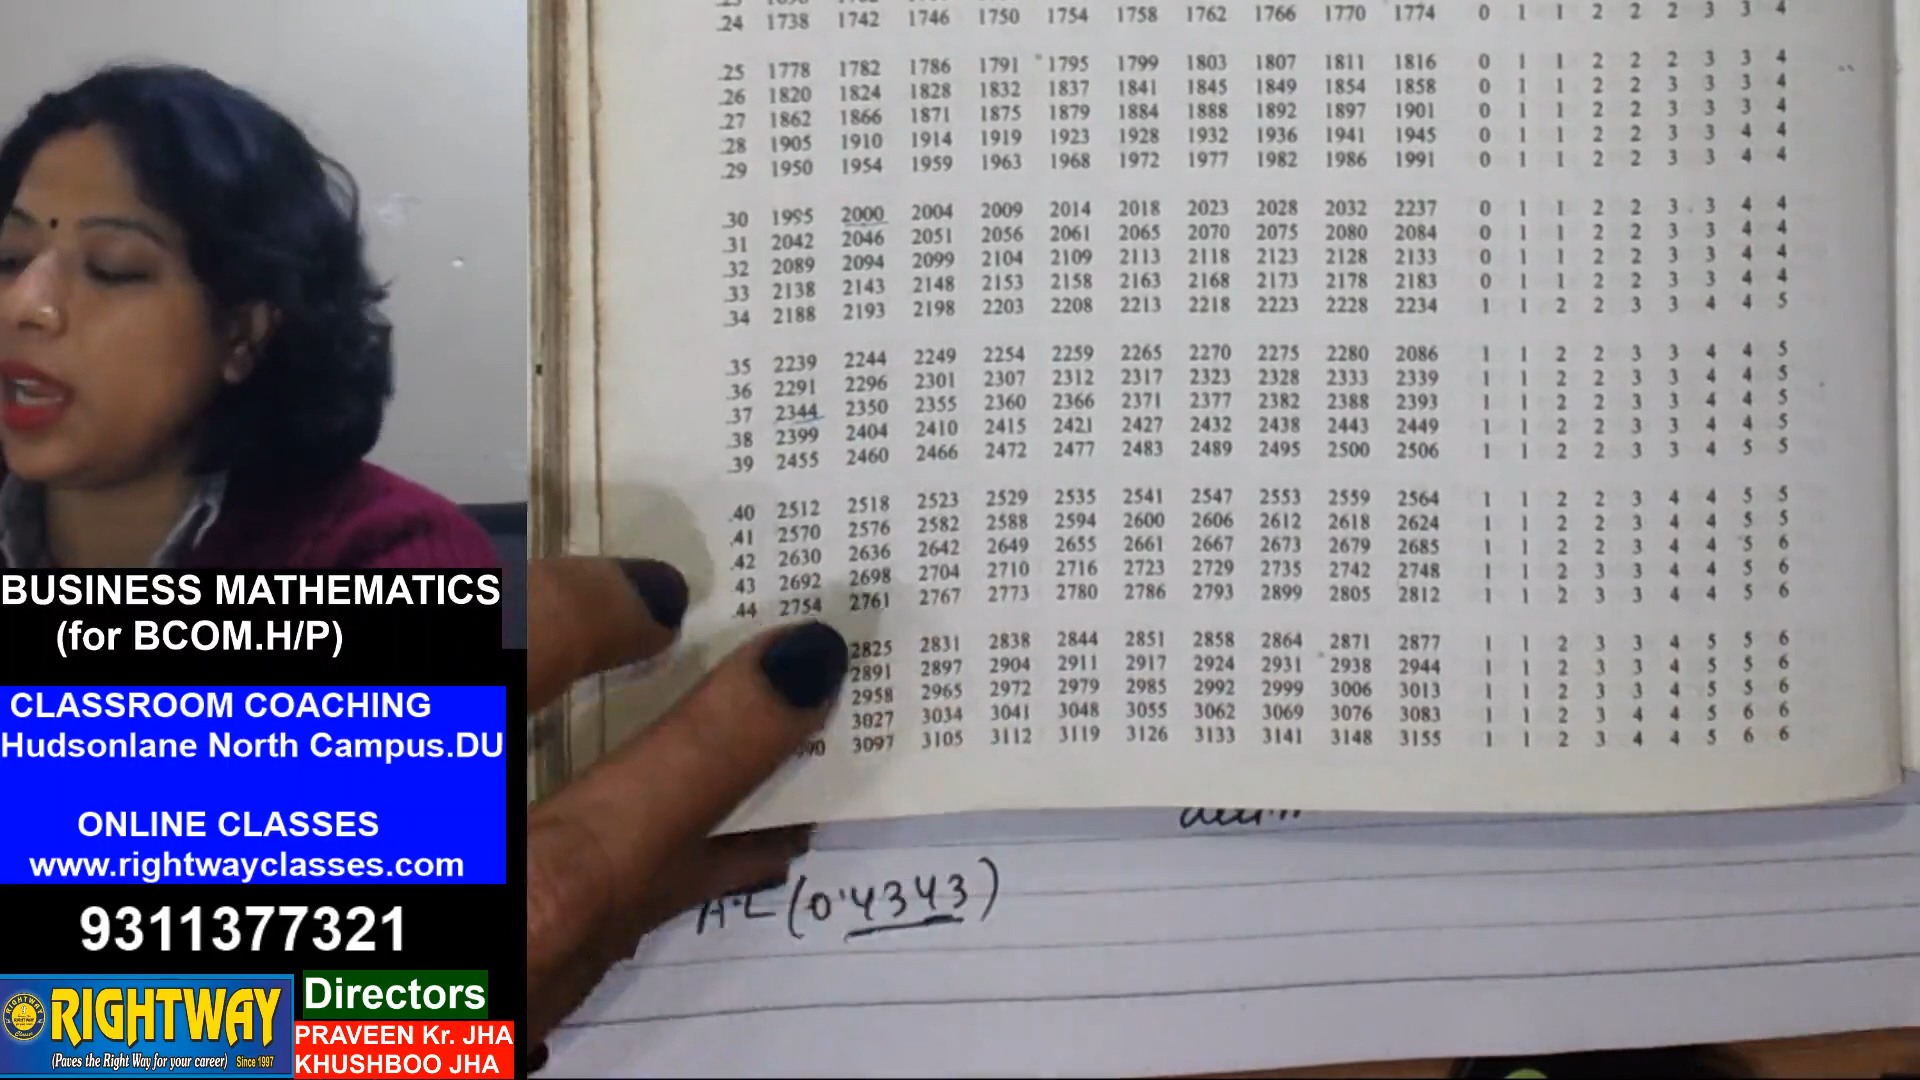 .24 1738 1742 1746 1750 1754 1758 1762 1766 1770 1774 0 1 1 2 2 2 3 3 4
.25 1778 1782 1786 1791 1795 1799 1803 1807 1811 1816 0 1 1 2 2 2 3 3 4
.26 1820 1824 1828 1832 1837 1841 1845 1849 1854 1858 0 1 1 2 2 3 3 3 4
.27 1862 1866 1871 1875 1879 1884 1888 1892 1897 1901 0 1 1 2 2 3 3 3 4
.28 1905 1910 1914 1919 1923 1928 1932 1936 1941 1945 0 1 1 2 2 3 3 4 4
.29 1950 1954 1959 1963 1968 1972 1977 1982 1986 1991 0 1 1 2 2 3 3 4 4
.30 1995 2000 2004 2009 2014 2018 2023 2028 2032 2237 0 1 1 2 2 3 3 4 4
.31 2042 2046 2051 2056 2061 2065 2070 2075 2080 2084 0 1 1 2 2 3 3 4 4
.32 2089 2094 2099 2104 2109 2113 2118 2123 2128 2133 0 1 1 2 2 3 3 4 4
.33 2138 2143 2148 2153 2158 2163 2168 2173 2178 2183 0 1 1 2 2 3 3 4 4
.34 2188 2193 2198 2203 2208 2213 2218 2223 2228 2234 1 1 2 2 3 3 4 4 5
.35 2239 2244 2249 2254 2259 2265 2270 2275 2280 2086 1 1 2 2 3 3 4 4 5
.36 2291 2296 2301 2307 2312 2317 2323 2328 2333 2339 1 1 2 2 3 3 4 4 5
.37 2344 2350 2355 2360 2366 2371 2377 2382 2388 2393 1 1 2 2 3 3 4 4 5
.38 2399 2404 2410 2415 2421 2427 2432 2438 2443 2449 1 1 2 2 3 3 4 4 5
.39 2455 2460 2466 2472 2477 2483 2489 2495 2500 2506 1 1 2 2 3 3 4 5 5
.40 2512 2518 2523 2529 2535 2541 2547 2553 2559 2564 1 1 2 2 3 4 4 5 5
.41 2570 2576 2582 2588 2594 2600 2606 2612 2618 2624 1 1 2 2 3 4 4 5 5
.42 2630 2636 2642 2649 2655 2661 2667 2673 2679 2685 1 1 2 2 3 4 4 5 6
.43 2692 2698 2704 2710 2716 2723 2729 2735 2742 2748 1 1 2 3 3 4 4 5 6
.44 2754 2761 2767 2773 2780 2786 2793 2899 2805 2812 1 1 2 3 3 4 4 5 6
2825 2831 2838 2844 2851 2858 2864 2871 2877 1 1 2 3 3 4 5 5 6
2891 2897 2904 2911 2917 2924 2931 2938 2944 1 1 2 3 3 4 5 5 6
2958 2965 2972 2979 2985 2992 2999 3006 3013 1 1 2 3 3 4 5 5 6
3027 3034 3041 3048 3055 3062 3069 3076 3083 1 1 2 3 4 4 5 6 6
3097 3105 3112 3119 3126 3133 3141 3148 3155 1 1 2 3 4 4 5 6 6
A·L (0.4343)
BUSINESS MATHEMATICS
(for BCOM.H/P)
CLASSROOM COACHING
Hudsonlane North Campus.DU
ONLINE CLASSES
www.rightwayclasses.com
9311377321
RIGHTWAY
(Paves the Right Way for your career) Since 1997
Directors
PRAVEEN Kr. JHA
KHUSHBOO JHA